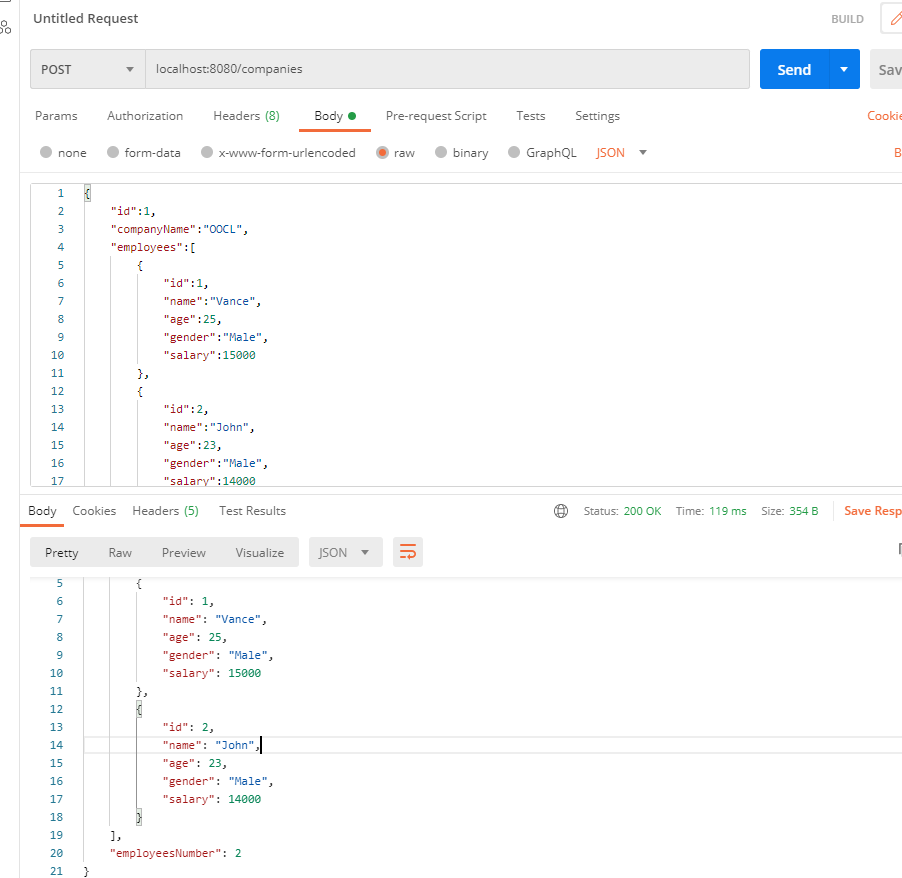 Untitled Request BUILD
POST localhost:8080/companies Send
Params Authorization Headers (8) Body Pre-request Script Tests Settings
none form-data x-www-form-urlencoded raw binary GraphQL JSON
1 {
2 "id":1,
3 "companyName":"OOCL",
4 "employees":[
5 {
6 "id":1,
7 "name":"Vance",
8 "age":25,
9 "gender":"Male",
10 "salary":15000
11 },
12 {
13 "id":2,
14 "name":"John",
15 "age":23,
16 "gender":"Male",
17 "salary":14000
Body Cookies Headers (5) Test Results Status: 200 OK Time: 119 ms Size: 354 B Save Resp
Pretty Raw Preview Visualize JSON
5 {
6 "id": 1,
7 "name": "Vance",
8 "age": 25,
9 "gender": "Male",
10 "salary": 15000
11 },
12 {
13 "id": 2,
14 "name": "John",
15 "age": 23,
16 "gender": "Male",
17 "salary": 14000
18 }
19 ],
20 "employeesNumber": 2
21 }